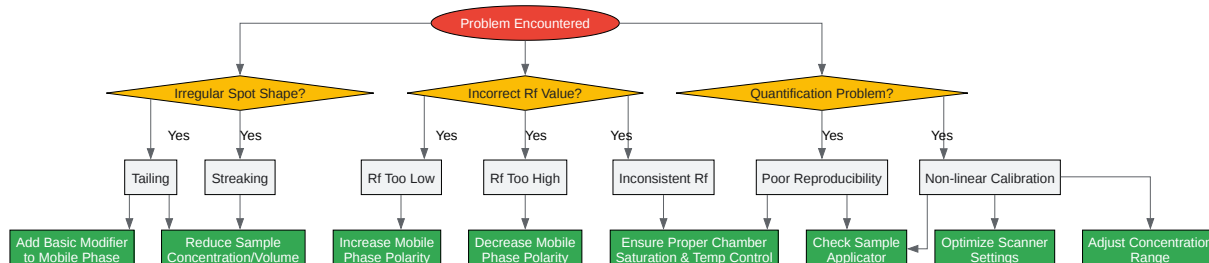 Problem Encountered
Irregular Spot Shape?
Incorrect Rf Value?
Quantification Problem?
Yes
Yes
Yes
Yes
Yes
Yes
Yes
Tailing
Streaking
Rf Too Low
Rf Too High
Inconsistent Rf
Poor Reproducibility
Non-linear Calibration
Add Basic Modifier
to Mobile Phase
Reduce Sample
Concentration/Volume
Increase Mobile
Phase Polarity
Decrease Mobile
Phase Polarity
Ensure Proper Chamber
Saturation & Temp Control
Check Sample
Applicator
Optimize Scanner
Settings
Adjust Concentration
Range